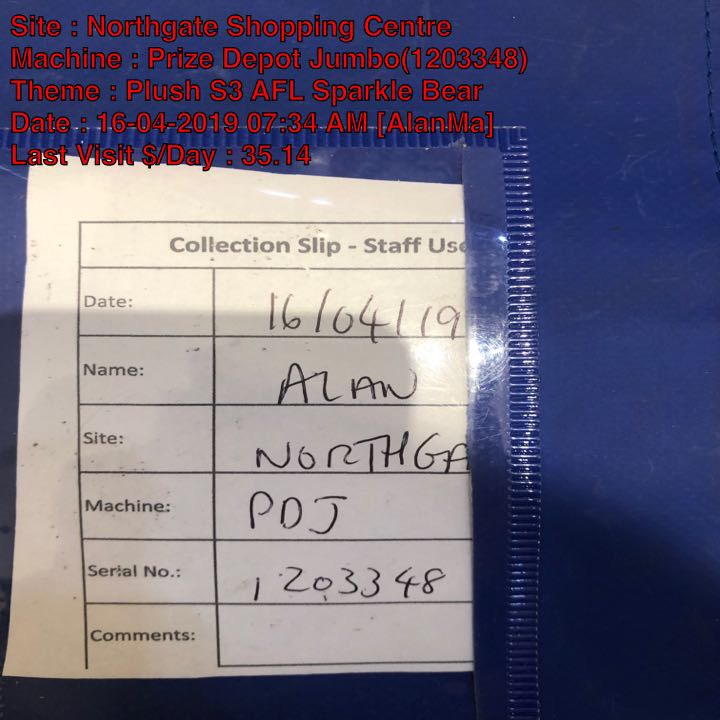 Site : Northgate Shopping Centre
Machine : Prize Depot Jumbo(1203348)
Theme : Plush S3 AFL Sparkle Bear
Date : 16-04-2019 07:34 AM [AlanMa]
Last Visit $/Day : 35.14
Collection Slip - Staff Use
Date: 16/04/19
Name: ALAN
Site: NORTHGA
Machine: PDJ
Serial No.: 1203348
Comments: